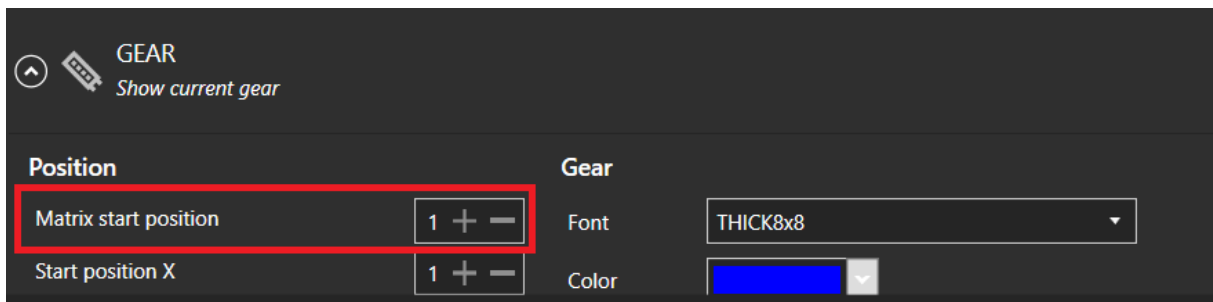 GEAR
Show current gear
Position
Gear
Matrix start position 1
Font THICK8x8
Start position X 1
Color